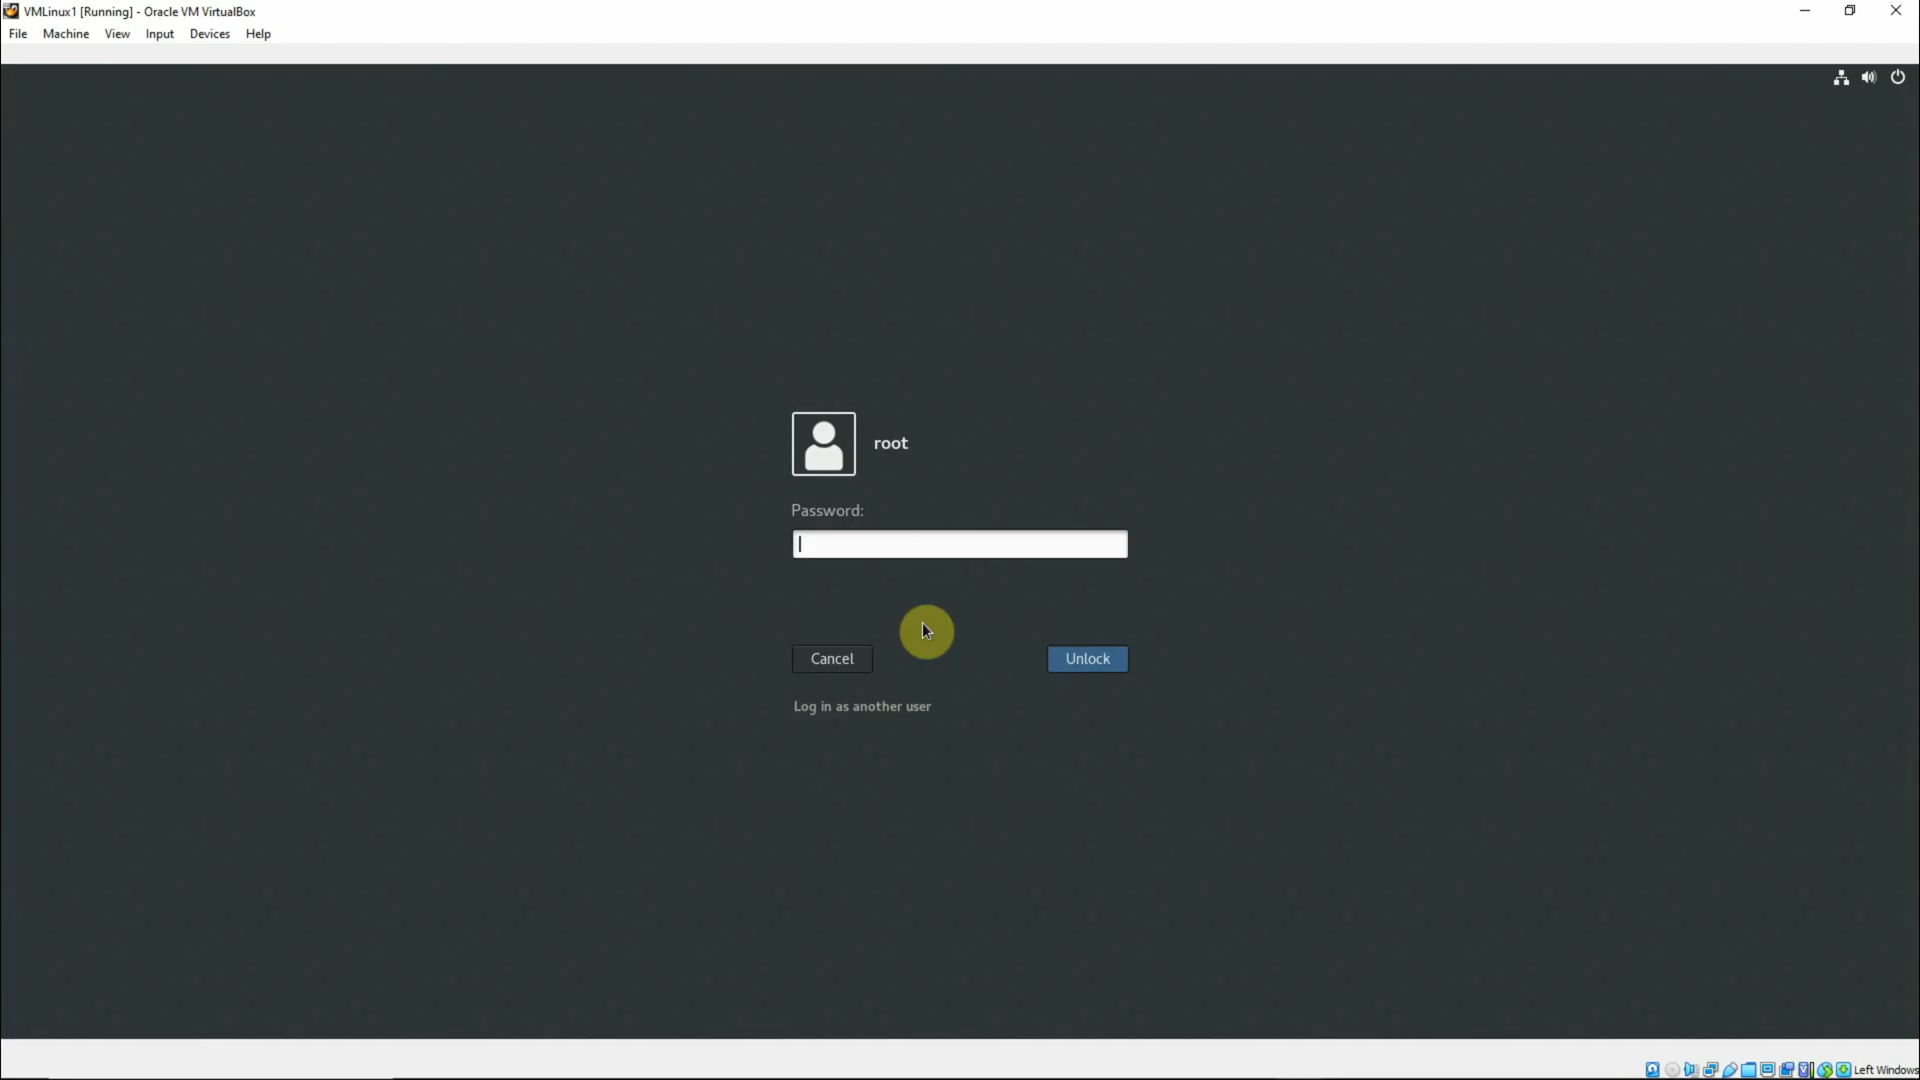 VMLinux1 [Running] - Oracle VM VirtualBox
File Machine View Input Devices Help
root
Password:
Cancel Unlock
Log in as another user
Left Windows